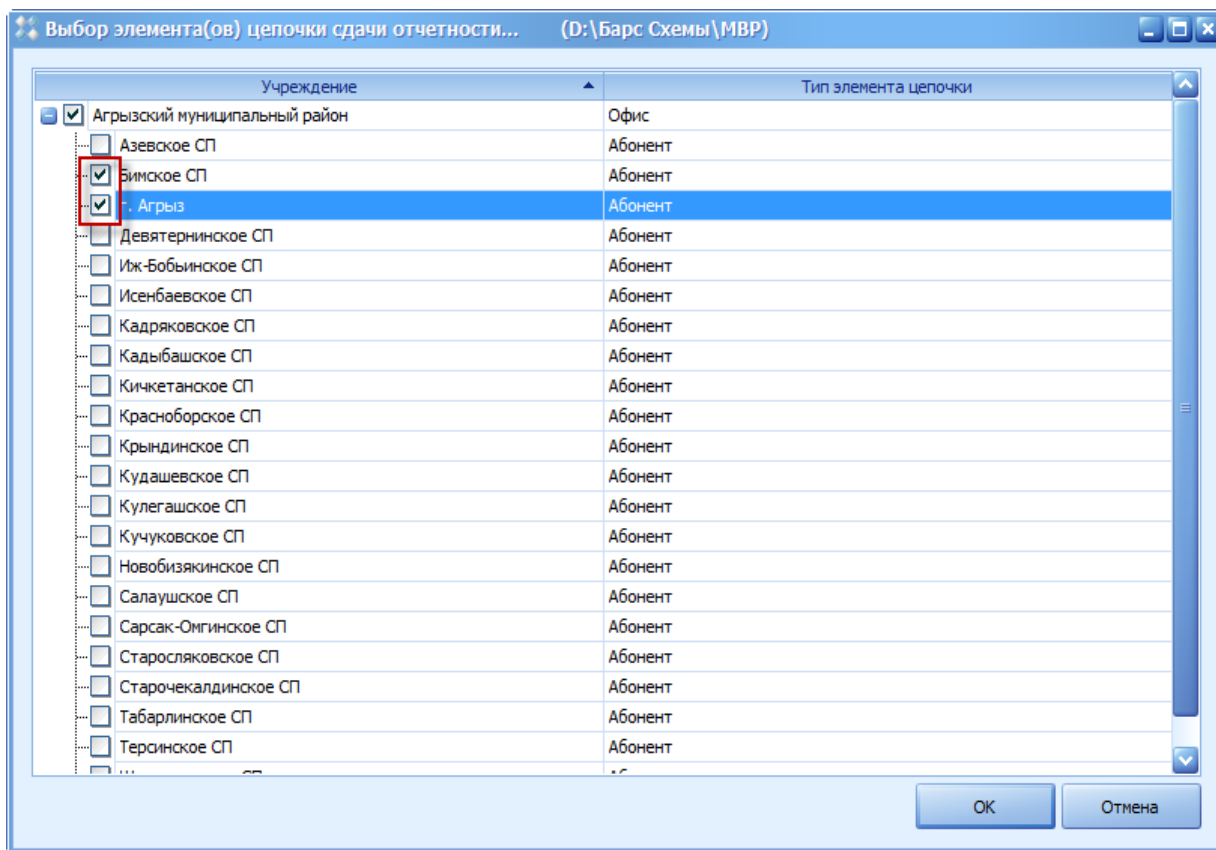 Выбор элемента(ов) цепочки сдачи отчетности... (D:\Барс Схемы\МВР)
Учреждение Тип элемента цепочки
Агрызский муниципальный район Офис
Азевское СП Абонент
Бимское СП Абонент
г. Агрыз Абонент
Девятернинское СП Абонент
Иж-Бобьинское СП Абонент
Исенбаевское СП Абонент
Кадряковское СП Абонент
Кадыбашское СП Абонент
Кичкетанское СП Абонент
Красноборское СП Абонент
Крындинское СП Абонент
Кудашевское СП Абонент
Кулегашское СП Абонент
Кучуковское СП Абонент
Новобизякинское СП Абонент
Салаушское СП Абонент
Сарсак-Омгинское СП Абонент
Старосляковское СП Абонент
Старочекалдинское СП Абонент
Табарлинское СП Абонент
Терсинское СП Абонент
ОК Отмена